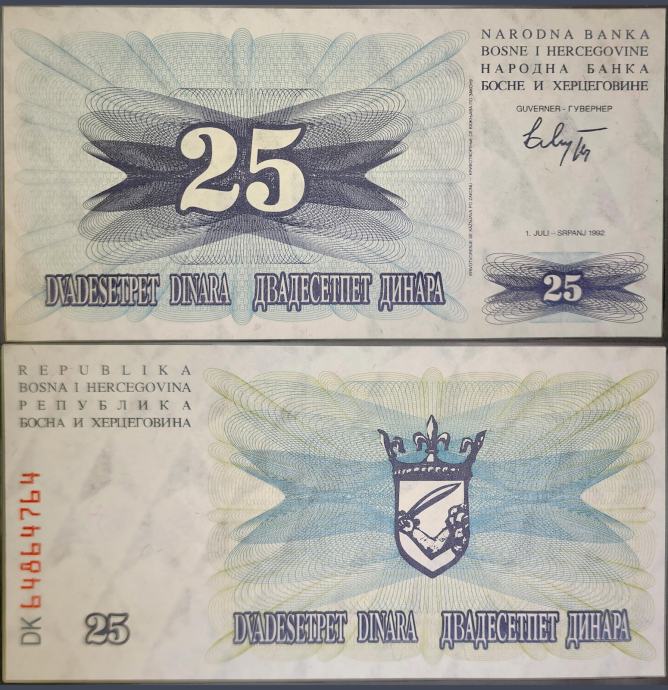 NARODNA BANKA
BOSNE I HERCEGOVINE
НАРОДНА БАНКА
БОСНЕ И ХЕРЦЕГОВИНЕ
GUVERNER - ГУВЕРНЕР
25
1. JULI – SRPANJ 1992
25
DVADESETPET DINARA ДВАДЕСЕТПЕТ ДИНАРА
REPUBLIKA
BOSNA I HERCEGOVINA
РЕПУБЛИКА
БОСНА И ХЕРЦЕГОВИНА
DK 64864764
25
DVADESETPET DINARA ДВАДЕСЕТПЕТ ДИНАРА